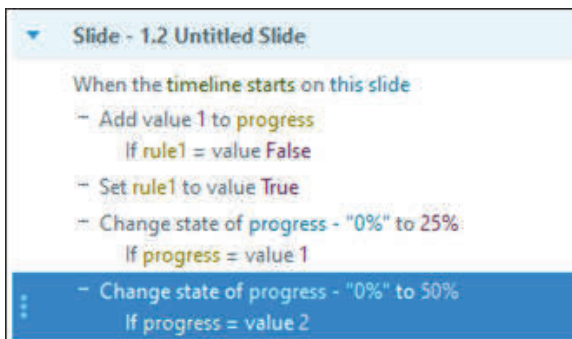 Slide - 1.2 Untitled Slide
When the timeline starts on this slide
- Add value 1 to progress
If rule1 = value False
- Set rule1 to value True
- Change state of progress - "0%" to 25%
If progress = value 1
- Change state of progress - "0%" to 50%
If progress = value 2